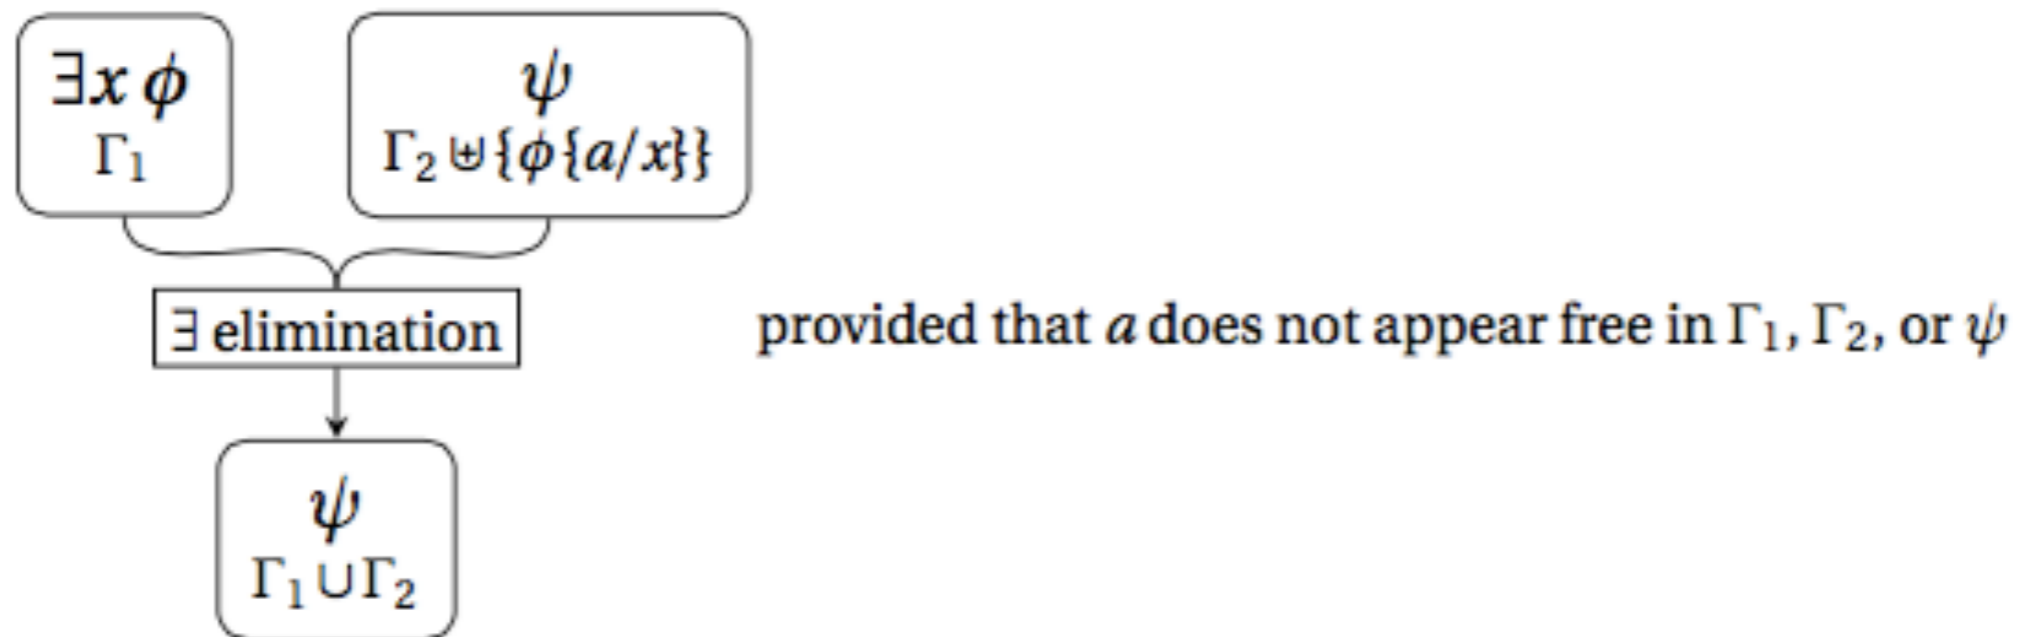 ∃x ϕ
Γ₁
ψ
Γ₂ ⊎ {ϕ{a/x}}
∃ elimination
provided that a does not appear free in Γ₁, Γ₂, or ψ
ψ
Γ₁ ∪ Γ₂